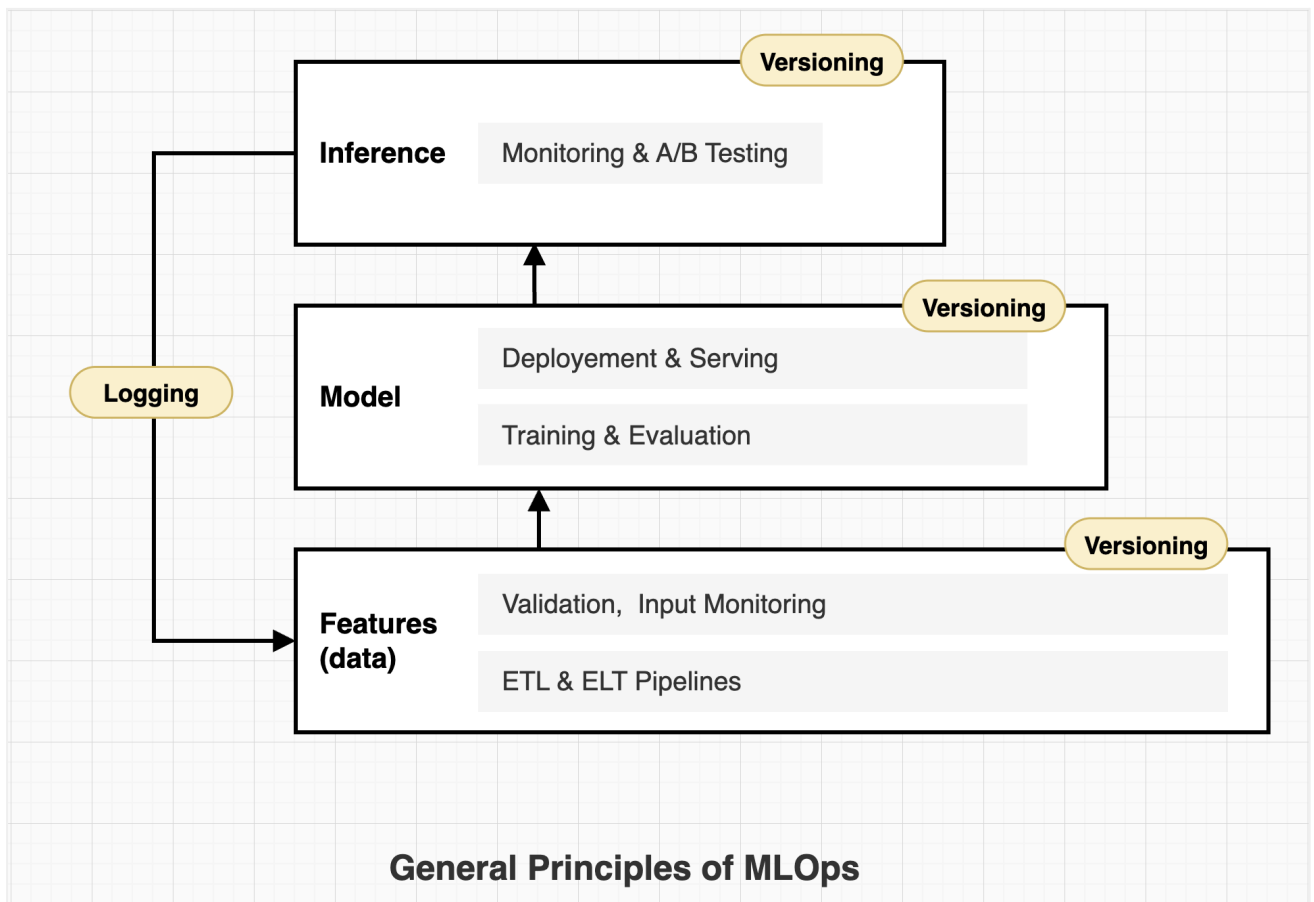 Versioning
Inference
Monitoring & A/B Testing
Versioning
Deployement & Serving
Model
Logging
Training & Evaluation
Versioning
Validation,  Input Monitoring
Features
(data)
ETL & ELT Pipelines
General Principles of MLOps